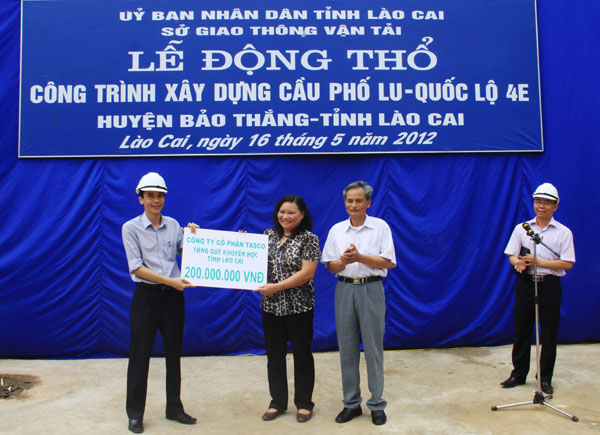 UỶ BAN NHÂN DÂN TỈNH LÀO CAI
SỞ GIAO THÔNG VẬN TẢI
LỄ ĐỘNG THỔ
CÔNG TRÌNH XÂY DỰNG CẦU PHỐ LU-QUỐC LỘ 4E
HUYỆN BẢO THẮNG-TỈNH LÀO CAI
Lào Cai, ngày 16 tháng 5 năm 2012
CÔNG TY CỔ PHẦN TASCO
TẶNG QUỸ KHUYẾN HỌC
TỈNH LÀO CAI
200.000.000 VNĐ